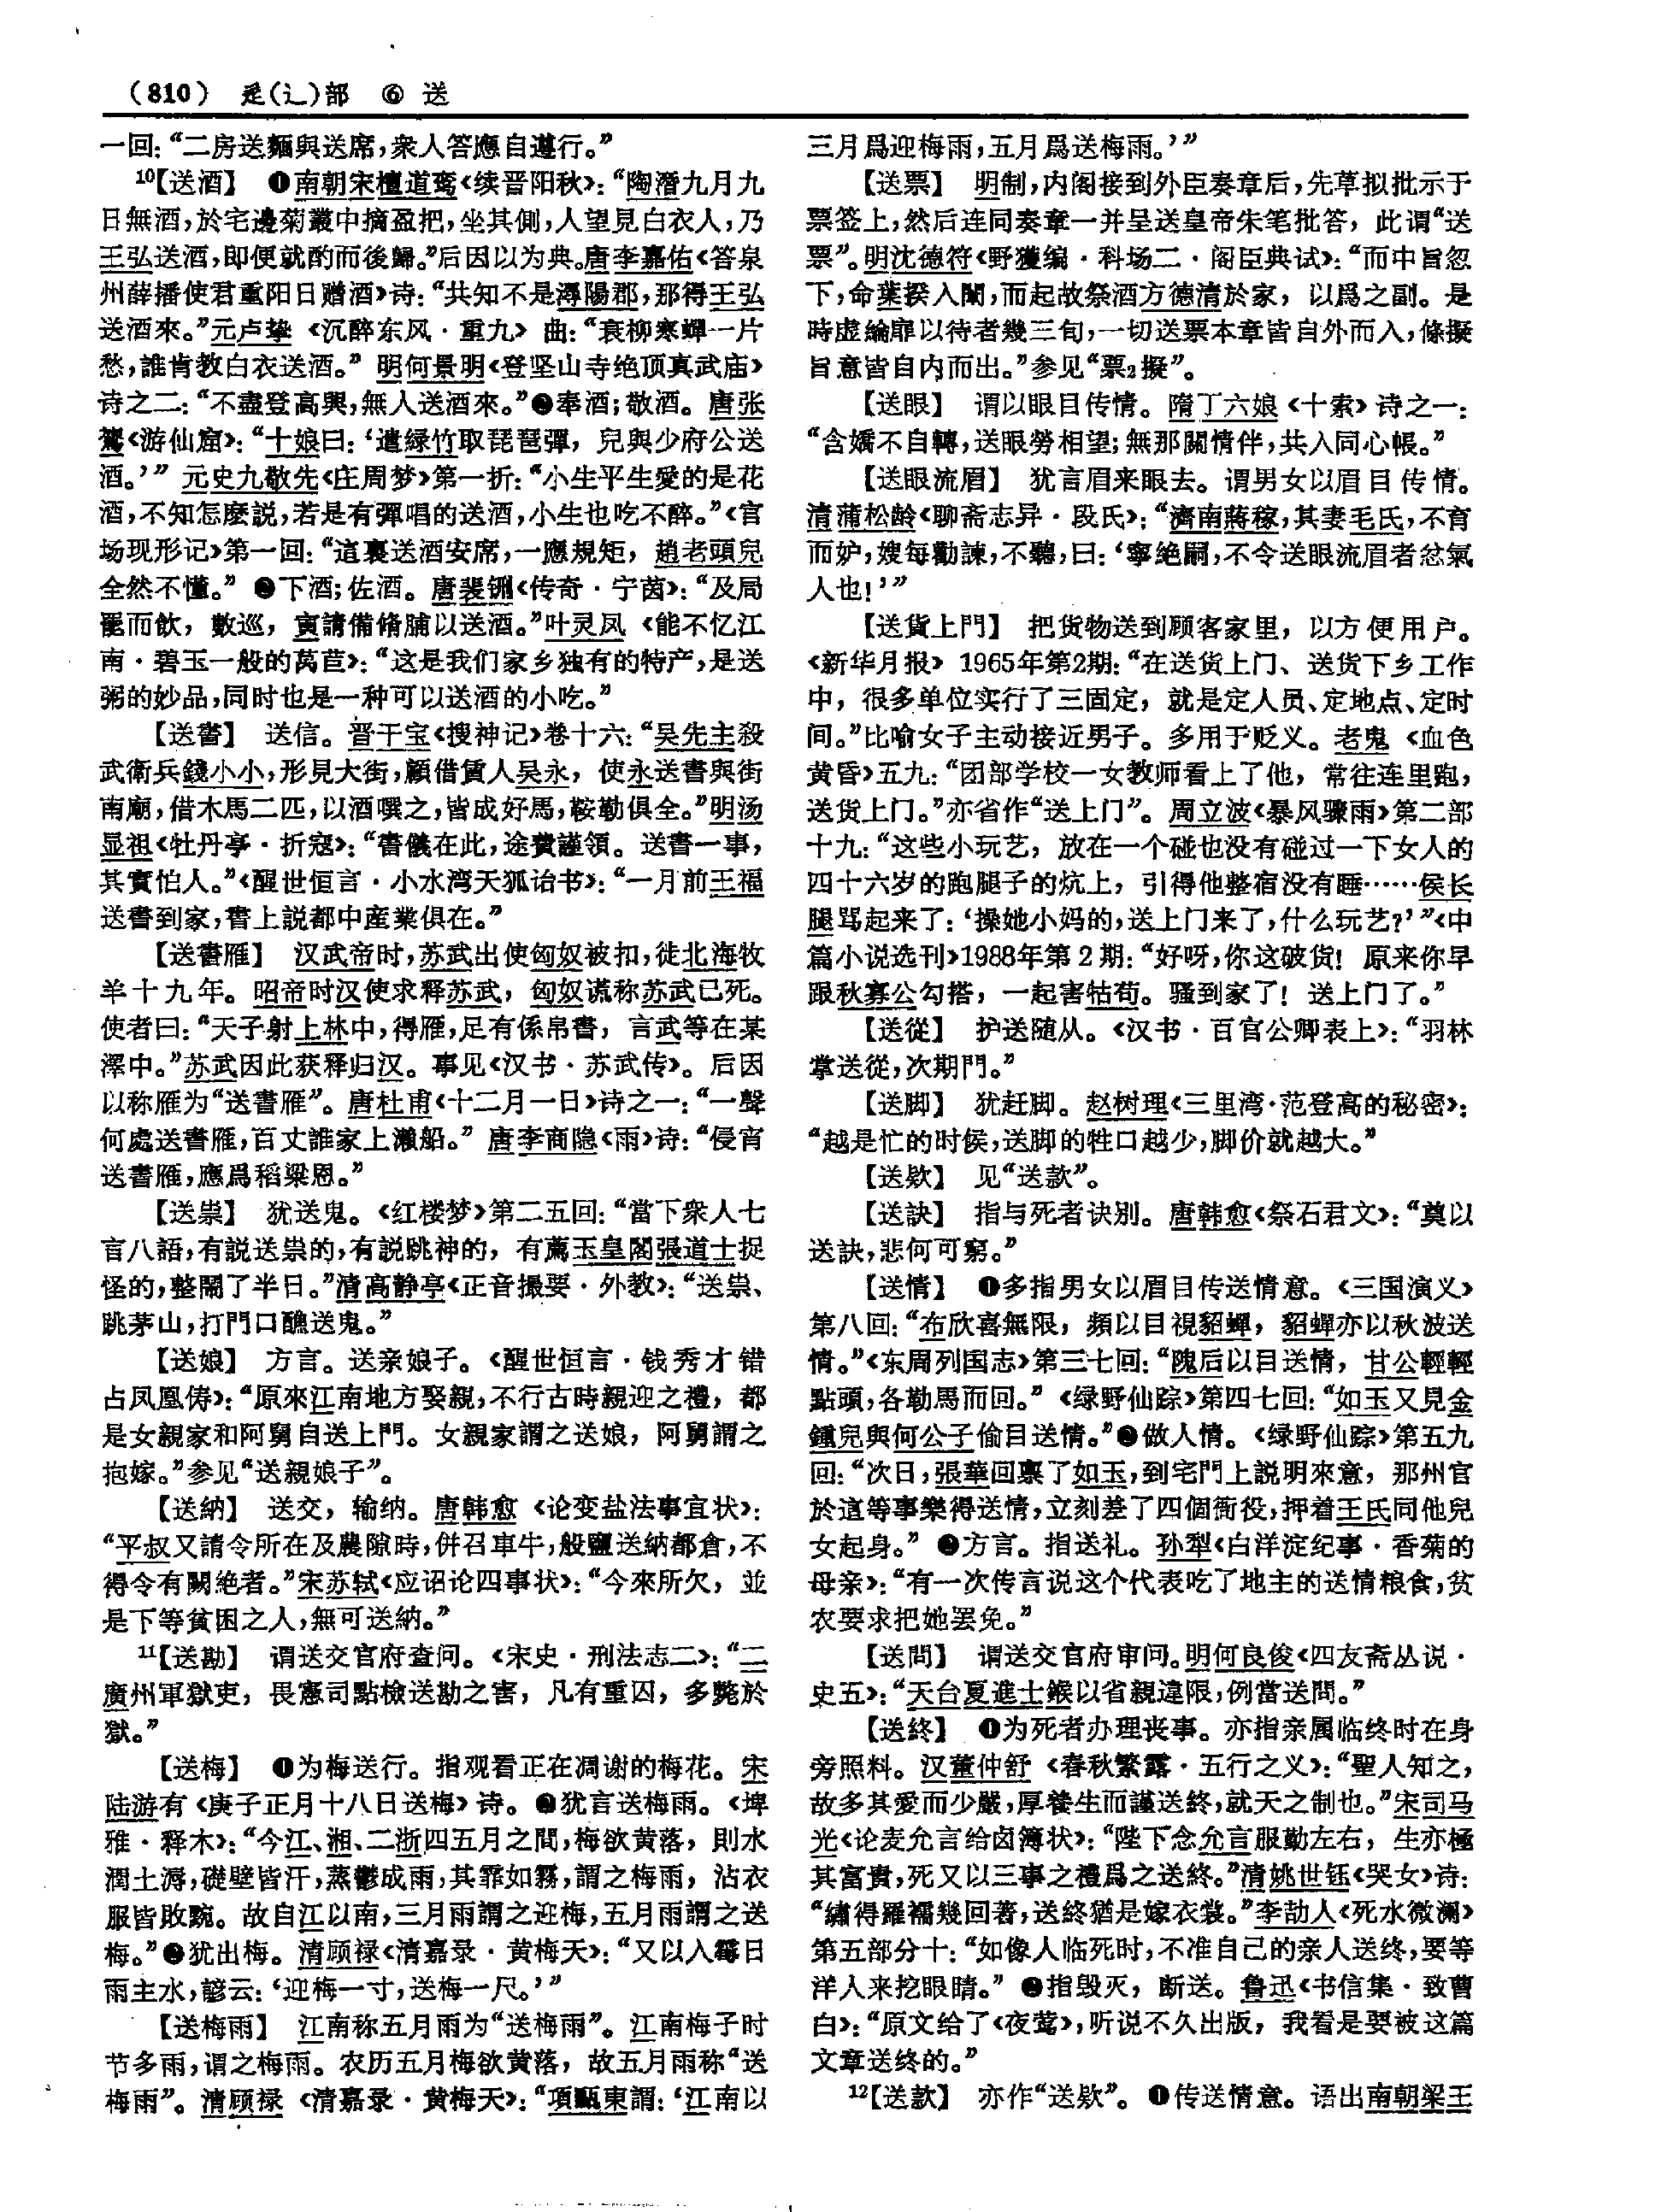 （810） 辵(辶)部 ⑥ 送
一回：“二房送麵與送席，衆人答應自遵行。”
10【送酒】 ❶南朝宋檀道鸾《续晋阳秋》：“陶潛九月九
日無酒，於宅邊菊叢中摘盈把，坐其側，人望見白衣人，乃
王弘送酒，即便就酌而後歸。”后因以为典。唐李嘉佑《答泉
州薛播使君重阳日赠酒》诗：“共知不是潯陽郡，那得王弘
送酒來。”元卢挚《沉醉东风·重九》曲：“衰柳寒蟬一片
愁，誰肯教白衣送酒。”明何景明《登坚山寺绝顶真武庙》
诗之二：“不盡登高興，無人送酒來。”❷奉酒；敬酒。唐张
鷟《游仙窟》：“十娘曰：‘遣绿竹取琵琶彈，兒與少府公送
酒。’”元史九敬先《庄周梦》第一折：“小生平生愛的是花
酒，不知怎麽説，若是有彈唱的送酒，小生也吃不醉。”《官
场现形记》第一回：“這裏送酒安席，一應規矩，趙老頭兒
全然不懂。”❸下酒；佐酒。唐裴铏《传奇·宁茵》：“及局
罷而飲，數巡，寅請備脩脯以送酒。”叶灵凤《能不忆江
南·碧玉一般的莴苣》：“这是我们家乡独有的特产，是送
粥的妙品，同时也是一种可以送酒的小吃。”
【送書】 送信。晋干宝《搜神记》卷十六：“吴先主殺
武衛兵錢小小，形見大街，顧借賃人吴永，使永送書與街
南廟，借木馬二匹，以酒噀之，皆成好馬，鞍勒俱全。”明汤
显祖《牡丹亭·折寇》：“書儀在此，途費謹領。送書一事，
其實怕人。”《醒世恒言·小水湾天狐诒书》：“一月前王福
送書到家，書上説都中産業俱在。”
【送書雁】 汉武帝时，苏武出使匈奴被扣，徙北海牧
羊十九年。昭帝时汉使求释苏武，匈奴谎称苏武已死。
使者曰：“天子射上林中，得雁，足有係帛書，言武等在某
澤中。”苏武因此获释归汉。事见《汉书·苏武传》。后因
以称雁为“送書雁”。唐杜甫《十二月一日》诗之一：“一聲
何處送書雁，百丈誰家上瀨船。”唐李商隐《雨》诗：“侵宵
送書雁，應爲稻粱恩。”
【送祟】 犹送鬼。《红楼梦》第二五回：“當下衆人七
言八語，有説送祟的，有説跳神的，有薦玉皇閣張道士捉
怪的，整鬧了半日。”清高静亭《正音撮要·外教》：“送祟、
跳茅山，打門口醮送鬼。”
【送娘】 方言。送亲娘子。《醒世恒言·钱秀才错
占凤凰俦》：“原來江南地方娶親，不行古時親迎之禮，都
是女親家和阿舅自送上門。女親家謂之送娘，阿舅謂之
抱嫁。”参见“送親娘子”。
【送納】 送交，输纳。唐韩愈《论变盐法事宜状》：
“平叔又請令所在及農隙時，併召車牛，般鹽送納都倉，不
得令有闕絶者。”宋苏轼《应诏论四事状》：“今來所欠，並
是下等貧困之人，無可送納。”
11【送勘】 谓送交官府查问。《宋史·刑法志二》：“二
廣州軍獄吏，畏憲司點檢送勘之害，凡有重囚，多斃於
獄。”
【送梅】 ❶为梅送行。指观看正在凋谢的梅花。宋
陆游有《庚子正月十八日送梅》诗。❷犹言送梅雨。《埤
雅·释木》：“今江、湘、二浙四五月之間，梅欲黄落，則水
潤土溽，礎壁皆汗，蒸鬱成雨，其霏如霧，謂之梅雨，沾衣
服皆敗黦。故自江以南，三月雨謂之迎梅，五月雨謂之送
梅。”❸犹出梅。清顾禄《清嘉录·黄梅天》：“又以入霉日
雨主水，諺云：‘迎梅一寸，送梅一尺。’”
【送梅雨】 江南称五月雨为“送梅雨”。江南梅子时
节多雨，谓之梅雨。农历五月梅欲黄落，故五月雨称“送
梅雨”。清顾禄《清嘉录·黄梅天》：“項甌東謂：‘江南以
三月爲迎梅雨，五月爲送梅雨。’”
【送票】 明制，内阁接到外臣奏章后，先草拟批示于
票签上，然后连同奏章一并呈送皇帝朱笔批答，此谓“送
票”。明沈德符《野獲编·科场二·阁臣典试》：“而中旨忽
下，命葉揆入闈，而起故祭酒方德清於家，以爲之副。是
時虚綸扉以待者幾三旬，一切送票本章皆自外而入，條擬
旨意皆自内而出。”参见“票2擬”。
【送眼】 谓以眼目传情。隋丁六娘《十索》诗之一：
“含嬌不自轉，送眼勞相望；無那關情伴，共入同心帳。”
【送眼流眉】 犹言眉来眼去。谓男女以眉目传情。
清蒲松龄《聊斋志异·段氏》：“濟南蔣稼，其妻毛氏，不育
而妒，嫂每勸諫，不聽，曰：‘寧絶嗣，不令送眼流眉者忿氣
人也！’”
【送貨上門】 把货物送到顾客家里，以方便用户。
《新华月报》1965年第2期：“在送货上门、送货下乡工作
中，很多单位实行了三固定，就是定人员、定地点、定时
间。”比喻女子主动接近男子。多用于贬义。老鬼《血色
黄昏》五九：“团部学校一女教师看上了他，常往连里跑，
送货上门。”亦省作“送上门”。周立波《暴风骤雨》第二部
十九：“这些小玩艺，放在一个碰也没有碰过一下女人的
四十六岁的跑腿子的炕上，引得他整宿没有睡……侯长
腿骂起来了：‘操她小妈的，送上门来了，什么玩艺？’”《中
篇小说选刊》1988年第2期：“好呀，你这破货！原来你早
跟秋寡公勾搭，一起害牯苟。骚到家了！送上门了。”
【送從】 护送随从。《汉书·百官公卿表上》：“羽林
掌送從，次期門。”
【送脚】 犹赶脚。赵树理《三里湾·范登高的秘密》：
“越是忙的时候，送脚的牲口越少，脚价就越大。”
【送欵】 见“送款”。
【送訣】 指与死者诀别。唐韩愈《祭石君文》：“奠以
送訣，悲何可窮。”
【送情】 ❶多指男女以眉目传送情意。《三国演义》
第八回：“布欣喜無限，頻以目視貂蟬，貂蟬亦以秋波送
情。”《东周列国志》第三七回：“隗后以目送情，甘公輕輕
點頭，各勒馬而回。”《绿野仙踪》第四七回：“如玉又見金
鍾兒與何公子偷目送情。”❷做人情。《绿野仙踪》第五九
回：“次日，張華回禀了如玉，到宅門上説明來意，那州官
於這等事樂得送情，立刻差了四個衙役，押着王氏同他兒
女起身。”❸方言。指送礼。孙犁《白洋淀纪事·香菊的
母亲》：“有一次传言说这个代表吃了地主的送情粮食，贫
农要求把她罢免。”
【送問】 谓送交官府审问。明何良俊《四友斋丛说·
史五》：“天台夏進士鍭以省親違限，例當送問。”
【送終】 ❶为死者办理丧事。亦指亲属临终时在身
旁照料。汉董仲舒《春秋繁露·五行之义》：“聖人知之，
故多其愛而少嚴，厚養生而謹送終，就天之制也。”宋司马
光《论麦允言给卤簿状》：“陛下念允言服勤左右，生亦極
其富貴，死又以三事之禮爲之送終。”清姚世钰《哭女》诗：
“繡得羅襦幾回著，送終猶是嫁衣裳。”李劼人《死水微澜》
第五部分十：“如像人临死时，不准自己的亲人送终，要等
洋人来挖眼睛。”❷指毁灭，断送。鲁迅《书信集·致曹
白》：“原文给了《夜莺》，听说不久出版，我看是要被这篇
文章送终的。”
12【送款】 亦作“送欵”。❶传送情意。语出南朝梁王